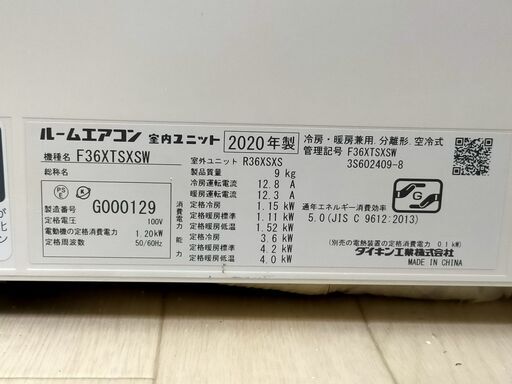 ルームエアコン 室内ユニット 2020年製
冷房・暖房兼用.分離形.空冷式
機種名 F36XTSXSW
室外ユニット R36XSXS
管理記号 F36XTSXSW
3S602409-8
総称名
製品質量 9 kg
冷房運転電流 12.8 A
暖房運転電流 12.3 A
PS E
製造番号 G000129
定格電圧 100V
電動機の定格消費電力 1.20kW
定格周波数 50/60Hz
消費電力
定格冷房 1.15 kW
定格暖房標準 1.11 kW
定格暖房低温 1.52 kW
能力
定格冷房 3.6 kW
定格暖房標準 4.2 kW
定格暖房低温 4.0 kW
通年エネルギー消費効率
5.0(JIS C 9612:2013)
(別売の電熱装置の定格消費電力 0.1kW)
ダイキン工業株式会社
MADE IN CHINA